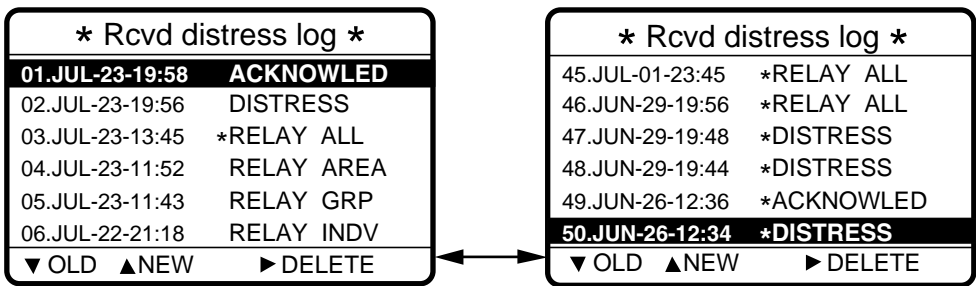 * Rcvd distress log *
01.JUL-23-19:58 ACKNOWLED
02.JUL-23-19:56 DISTRESS
03.JUL-23-13:45 *RELAY ALL
04.JUL-23-11:52 RELAY AREA
05.JUL-23-11:43 RELAY GRP
06.JUL-22-21:18 RELAY INDV
▼ OLD ▲NEW ▶ DELETE
* Rcvd distress log *
45.JUL-01-23:45 *RELAY ALL
46.JUN-29-19:56 *RELAY ALL
47.JUN-29-19:48 *DISTRESS
48.JUN-29-19:44 *DISTRESS
49.JUN-26-12:36 *ACKNOWLED
50.JUN-26-12:34 *DISTRESS
▼ OLD ▲NEW ▶ DELETE